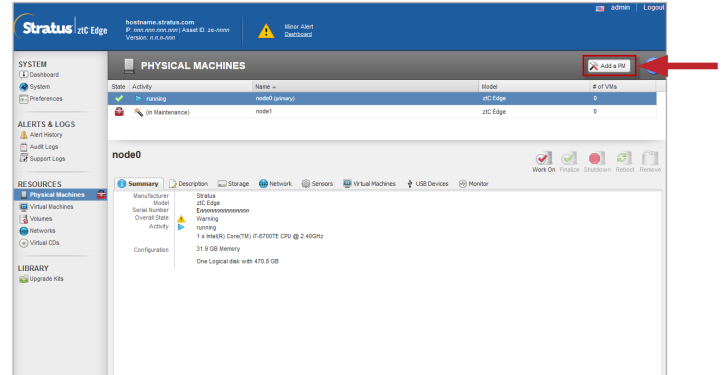 admin | Logout
Stratus ztC Edge
hostname.stratus.com
IP: nnn.nnn.nnn.nnn | Asset ID: ze-nnnn
Version: n.n.n-nnn
Minor Alert
Dashboard
SYSTEM
Dashboard
System
Preferences
ALERTS & LOGS
Alert History
Audit Logs
Support Logs
RESOURCES
Physical Machines
Virtual Machines
Volumes
Networks
Virtual CDs
LIBRARY
Upgrade Kits
PHYSICAL MACHINES
Add a PM
State Activity Name Model # of VMs
running node0 (primary) ztC Edge 0
(in Maintenance) node1 ztC Edge 0
node0
Work On Finalize Shutdown Reboot Remove
Summary Description Storage Network Sensors Virtual Machines USB Devices Monitor
Manufacturer Stratus
Model ztC Edge
Serial Number Ennnnnnnnnnnnnnn
Overall State Warning
Activity running
1 x Intel(R) Core(TM) i7-6700TE CPU @ 2.40GHz
Configuration 31.9 GB Memory
One Logical disk with 470.8 GB